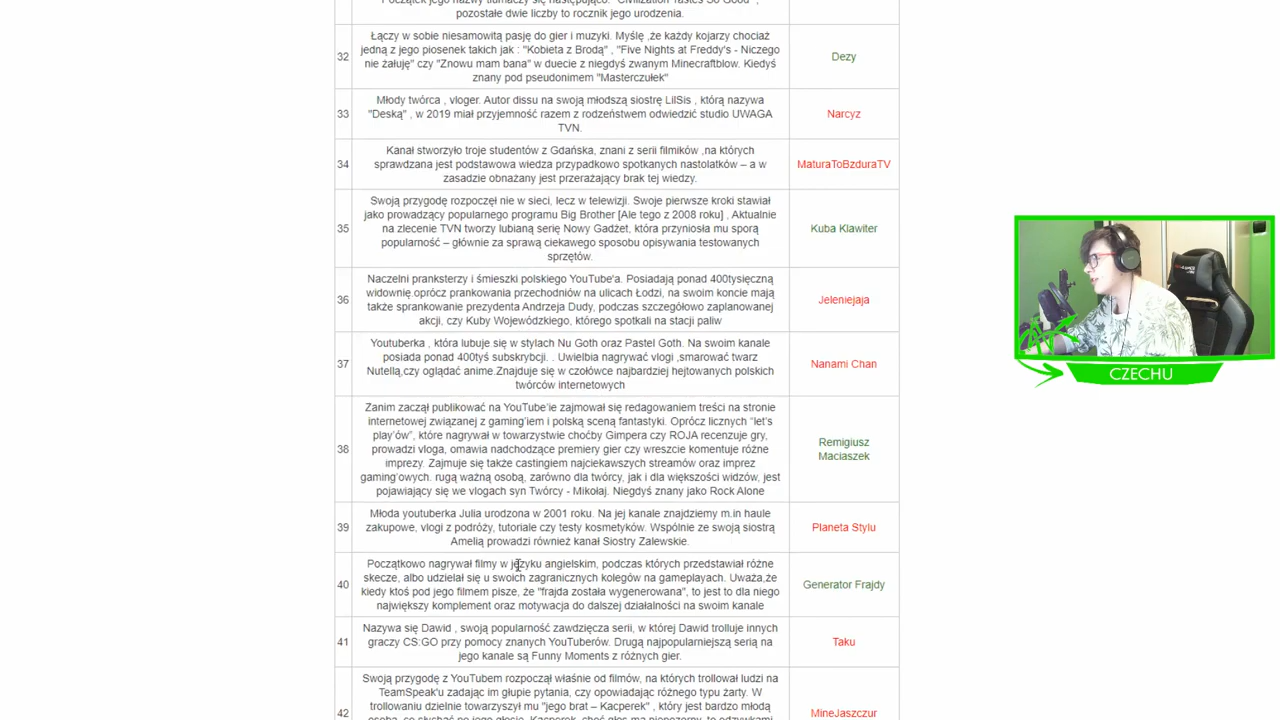 Początek jego nazwy tłumaczy się następująco: "Civilization Tastes So Good" ,
pozostałe dwie liczby to rocznik jego urodzenia.
32
Łączy w sobie niesamowitą pasję do gier i muzyki. Myślę ,że każdy kojarzy chociaż
jedną z jego piosenek takich jak : "Kobieta z Brodą" , "Five Nights at Freddy's - Niczego
nie żałuję" czy "Znowu mam bana" w duecie z niegdyś zwanym Minecraftblow. Kiedyś
znany pod pseudonimem "Masterczułek"
Dezy
33
Młody twórca , vloger. Autor dissu na swoją młodszą siostrę LilSis , którą nazywa
"Deską" , w 2019 miał przyjemność razem z rodzeństwem odwiedzić studio UWAGA
TVN.
Narcyz
34
Kanał stworzyło troje studentów z Gdańska, znani z serii filmików ,na których
sprawdzana jest podstawowa wiedza przypadkowo spotkanych nastolatków – a w
zasadzie obnażany jest przerażający brak tej wiedzy.
MaturaToBzduraTV
35
Swoją przygodę rozpoczęł nie w sieci, lecz w telewizji. Swoje pierwsze kroki stawiał
jako prowadzący popularnego programu Big Brother [Ale tego z 2008 roku] , Aktualnie
na zlecenie TVN tworzy lubianą serię Nowy Gadżet, która przyniosła mu sporą
popularność – głównie za sprawą ciekawego sposobu opisywania testowanych
sprzętów.
Kuba Klawiter
36
Naczelni pranksterzy i śmieszki polskiego YouTube'a. Posiadają ponad 400tysięczną
widownię.oprócz prankowania przechodniów na ulicach Łodzi, na swoim koncie mają
także sprankowanie prezydenta Andrzeja Dudy, podczas szczegółowo zaplanowanej
akcji, czy Kuby Wojewódzkiego, którego spotkali na stacji paliw
Jeleniejaja
37
Youtuberka , która lubuje się w stylach Nu Goth oraz Pastel Goth. Na swoim kanale
posiada ponad 400tyś subskrybcji. . Uwielbia nagrywać vlogi ,smarować twarz
Nutellą,czy oglądać anime.Znajduje się w czołówce najbardziej hejtowanych polskich
twórców internetowych
Nanami Chan
38
Zanim zaczął publikować na YouTube'ie zajmował się redagowaniem treści na stronie
internetowej związanej z gaming'iem i polską sceną fantastyki. Oprócz licznych "let's
play'ów", które nagrywał w towarzystwie choćby Gimpera czy ROJA recenzuje gry,
prowadzi vloga, omawia nadchodzące premiery gier czy wreszcie komentuje różne
imprezy. Zajmuje się także castingiem najciekawszych streamów oraz imprez
gaming'owych. rugą ważną osobą, zarówno dla twórcy, jak i dla większości widzów, jest
pojawiający się we vlogach syn Twórcy - Mikołaj. Niegdyś znany jako Rock Alone
Remigiusz
Maciaszek
39
Młoda youtuberka Julia urodzona w 2001 roku. Na jej kanale znajdziemy m.in haule
zakupowe, vlogi z podróży, tutoriale czy testy kosmetyków. Wspólnie ze swoją siostrą
Amelią prowadzi również kanał Siostry Zalewskie.
Planeta Stylu
40
Początkowo nagrywał filmy w języku angielskim, podczas których przedstawiał różne
skecze, albo udzielał się u swoich zagranicznych kolegów na gameplayach. Uważa,że
kiedy ktoś pod jego filmem pisze, że "frajda została wygenerowana", to jest to dla niego
największy komplement oraz motywacja do dalszej działalności na swoim kanale
Generator Frajdy
41
Nazywa się Dawid , swoją popularność zawdzięcza serii, w której Dawid trolluje innych
graczy CS:GO przy pomocy znanych YouTuberów. Drugą najpopularniejszą serią na
jego kanale są Funny Moments z różnych gier.
Taku
42
Swoją przygodę z YouTubem rozpoczął właśnie od filmów, na których trollował ludzi na
TeamSpeak'u zadając im głupie pytania, czy opowiadając różnego typu żarty. W
trollowaniu dzielnie towarzyszył mu "jego brat – Kacperek" , który jest bardzo młodą
MineJaszczur
CZECHU